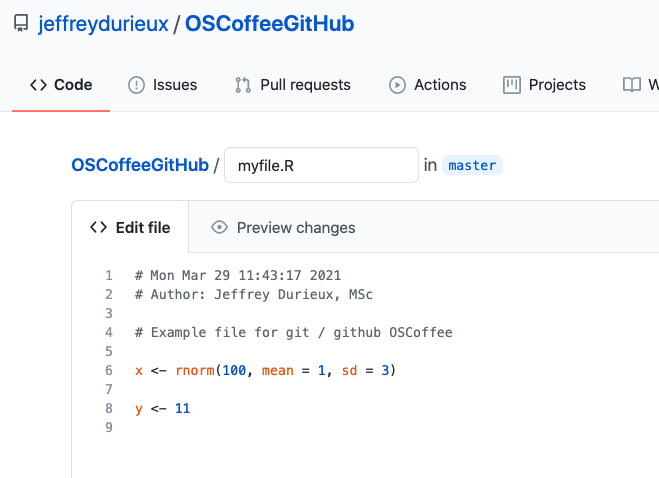 jeffreydurieux / OSCoffeeGitHub
Code Issues Pull requests Actions Projects W
OSCoffeeGitHub / myfile.R in master
Edit file Preview changes
1 # Mon Mar 29 11:43:17 2021
2 # Author: Jeffrey Durieux, MSc
3
4 # Example file for git / github OSCoffee
5
6 x <- rnorm(100, mean = 1, sd = 3)
7
8 y <- 11
9